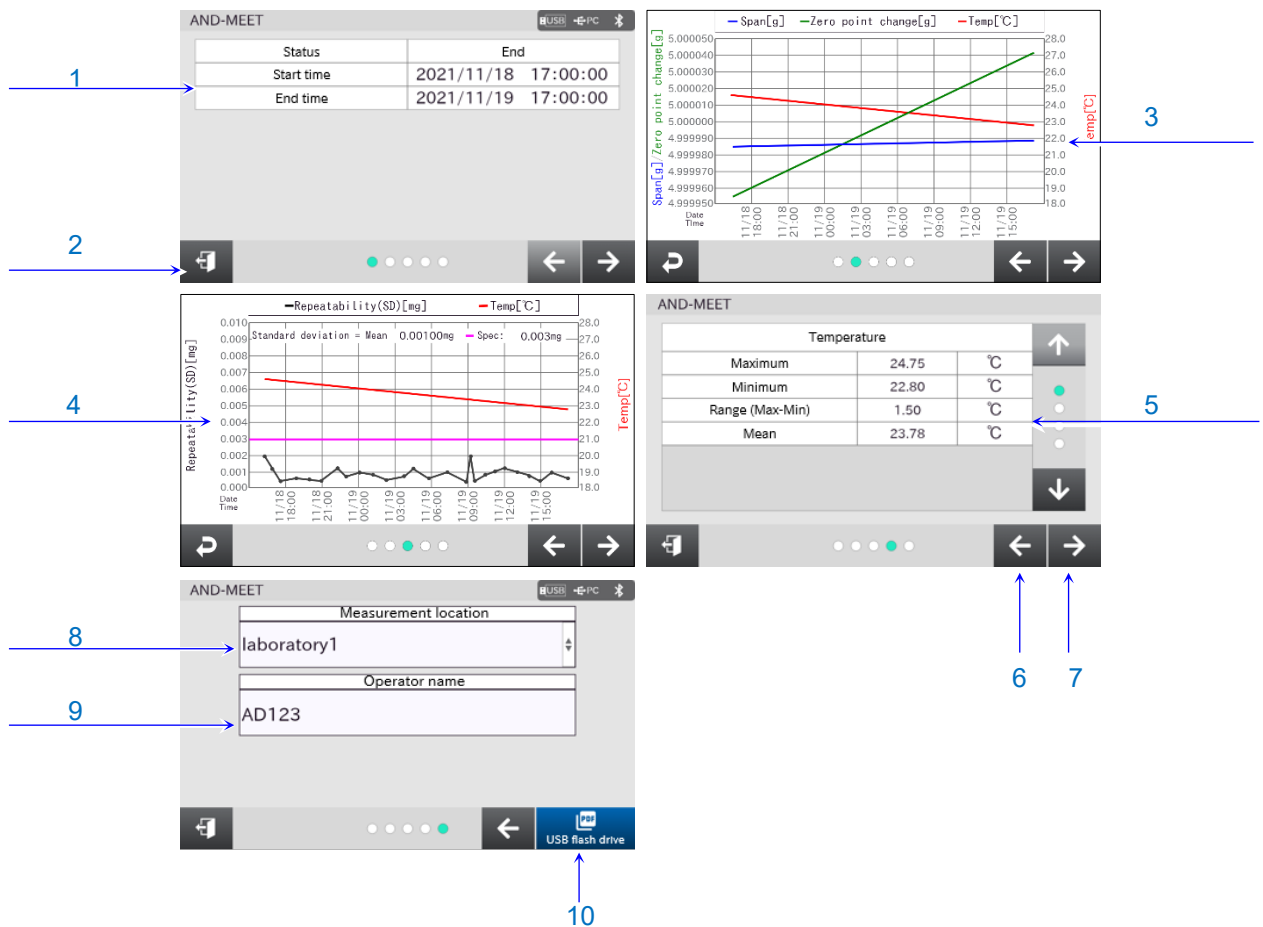 AND-MEET
USB PC
Status End
Start time 2021/11/18 17:00:00
End time 2021/11/19 17:00:00
1
2
Span[g] Zero point change[g] Temp[℃]
Span[g]/Zero point change[g]
5.000050
5.000040
5.000030
5.000020
5.000010
5.000000
4.999990
4.999980
4.999970
4.999960
4.999950
28.0
27.0
26.0
25.0
24.0
23.0
22.0
21.0
20.0
19.0
18.0
emp[℃]
Date
Time
11/18 18:00
11/18 21:00
11/19 00:00
11/19 03:00
11/19 06:00
11/19 09:00
11/19 12:00
11/19 15:00
3
Repeatability(SD)[mg] Temp[℃]
Standard deviation = Mean 0.00100mg Spec: 0.003mg
Repeatability(SD)[mg]
0.010
0.009
0.008
0.007
0.006
0.005
0.004
0.003
0.002
0.001
0.000
28.0
27.0
26.0
25.0
24.0
23.0
22.0
21.0
20.0
19.0
18.0
Temp[℃]
Date
Time
11/18 18:00
11/18 21:00
11/19 00:00
11/19 03:00
11/19 06:00
11/19 09:00
11/19 12:00
11/19 15:00
4
AND-MEET
Temperature
Maximum 24.75 ℃
Minimum 22.80 ℃
Range (Max-Min) 1.50 ℃
Mean 23.78 ℃
5
6
7
AND-MEET
USB PC
Measurement location
laboratory1
Operator name
AD123
8
9
PDF
USB flash drive
10